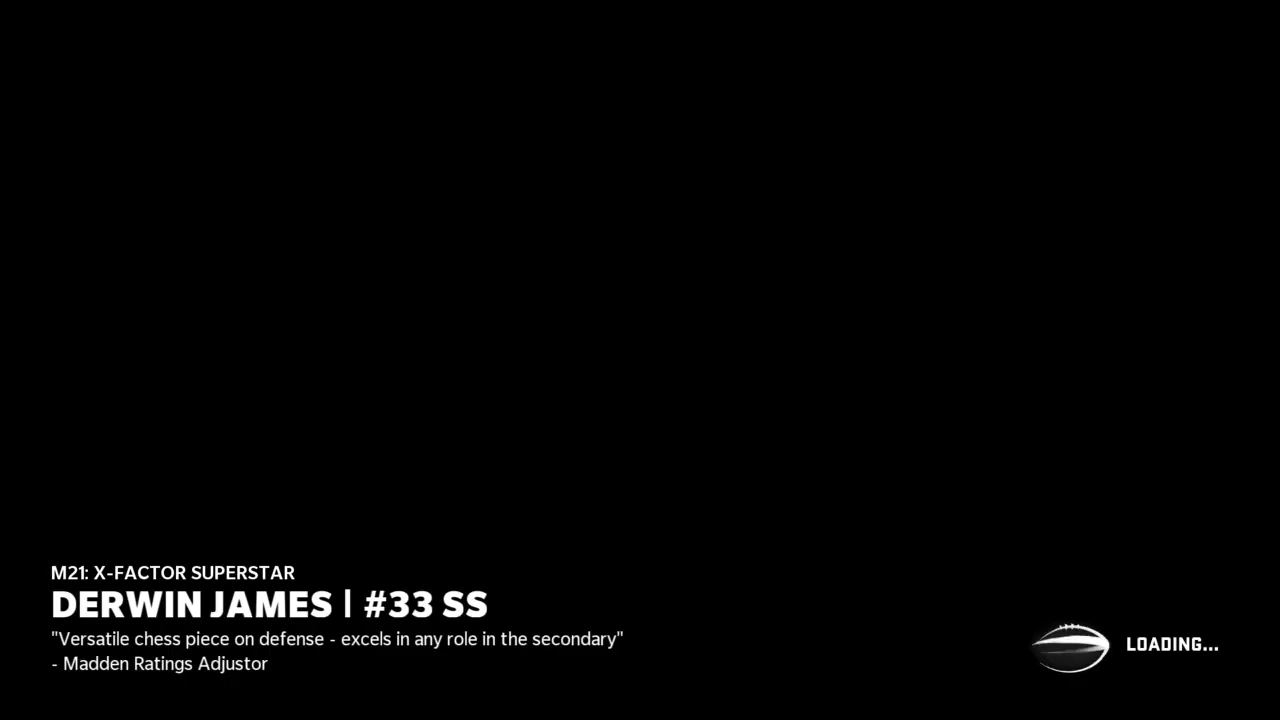 M21: X-FACTOR SUPERSTAR
DERWIN JAMES | #33 SS
"Versatile chess piece on defense - excels in any role in the secondary"
- Madden Ratings Adjustor
LOADING...